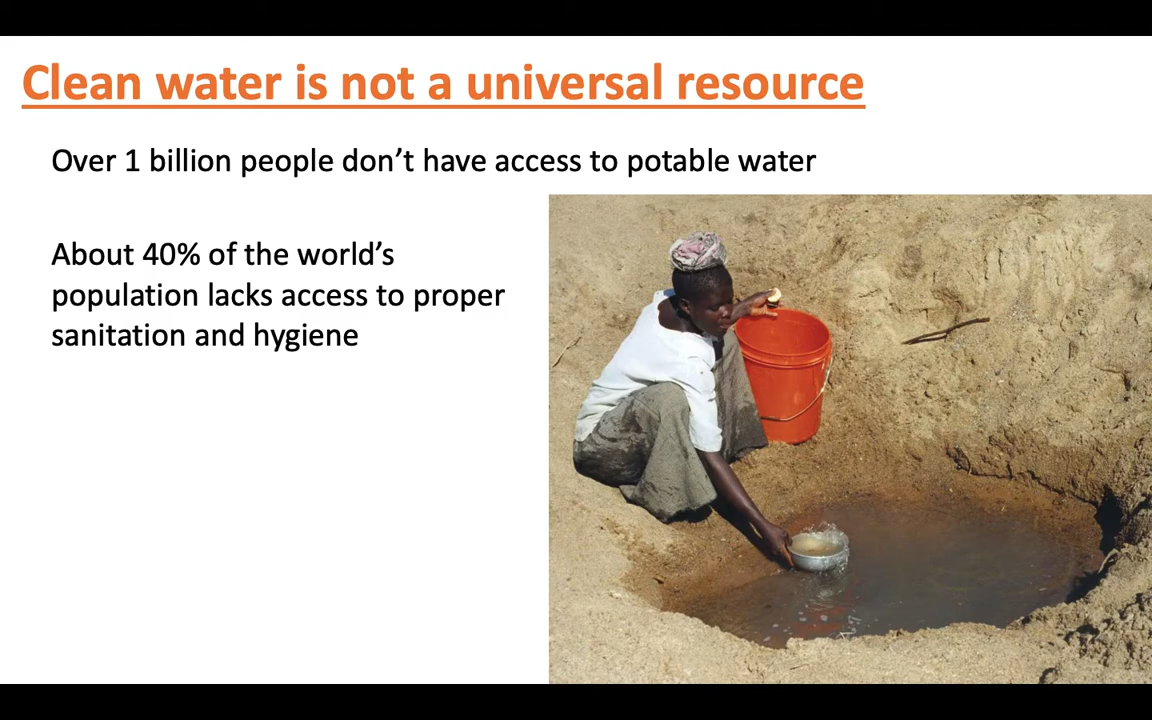 Clean water is not a universal resource
Over 1 billion people don’t have access to potable water
About 40% of the world’s
population lacks access to proper
sanitation and hygiene